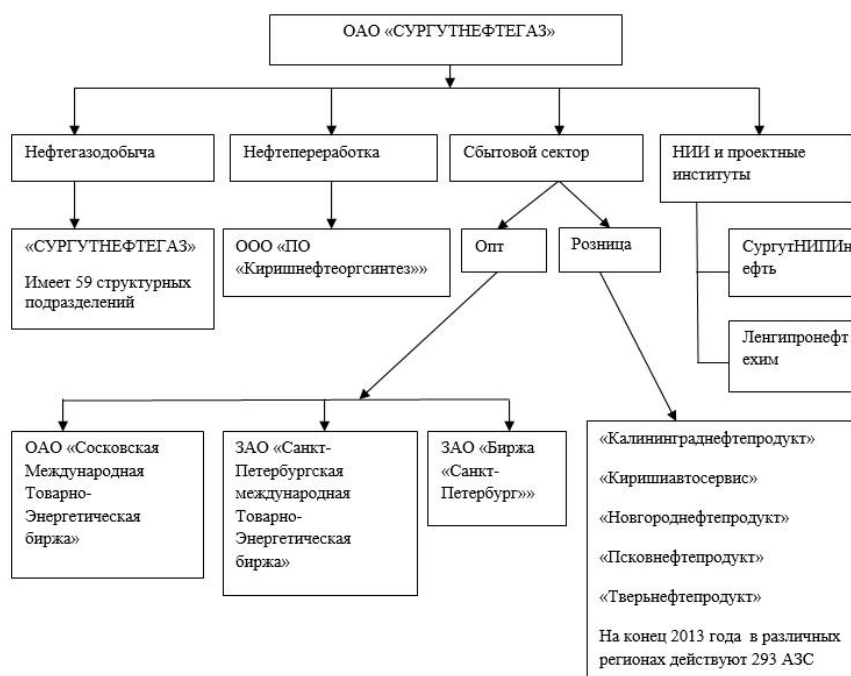 ОАО «СУРГУТНЕФТЕГАЗ»
Нефтегазодобыча
Нефтепереработка
Сбытовой сектор
НИИ и проектные
институты
«СУРГУТНЕФТЕГАЗ»
Имеет 59 структурных
подразделений
ООО «ПО
«Киришнефтеоргсинтез»»
Опт
Розница
СургутНИПИн
ефть
Ленгипронефт
ехим
ОАО «Сосковская
Международная
Товарно-
Энергетическая
биржа»
ЗАО «Санкт-
Петербургская
международная
Товарно-
Энергетическая
биржа»
ЗАО «Биржа
«Санкт-
Петербург»»
«Калининграднефтепродукт»
«Киришиавтосервис»
«Новгороднефтепродукт»
«Псковнефтепродукт»
«Тверьнефтепродукт»
На конец 2013 года в различных
регионах действуют 293 АЗС